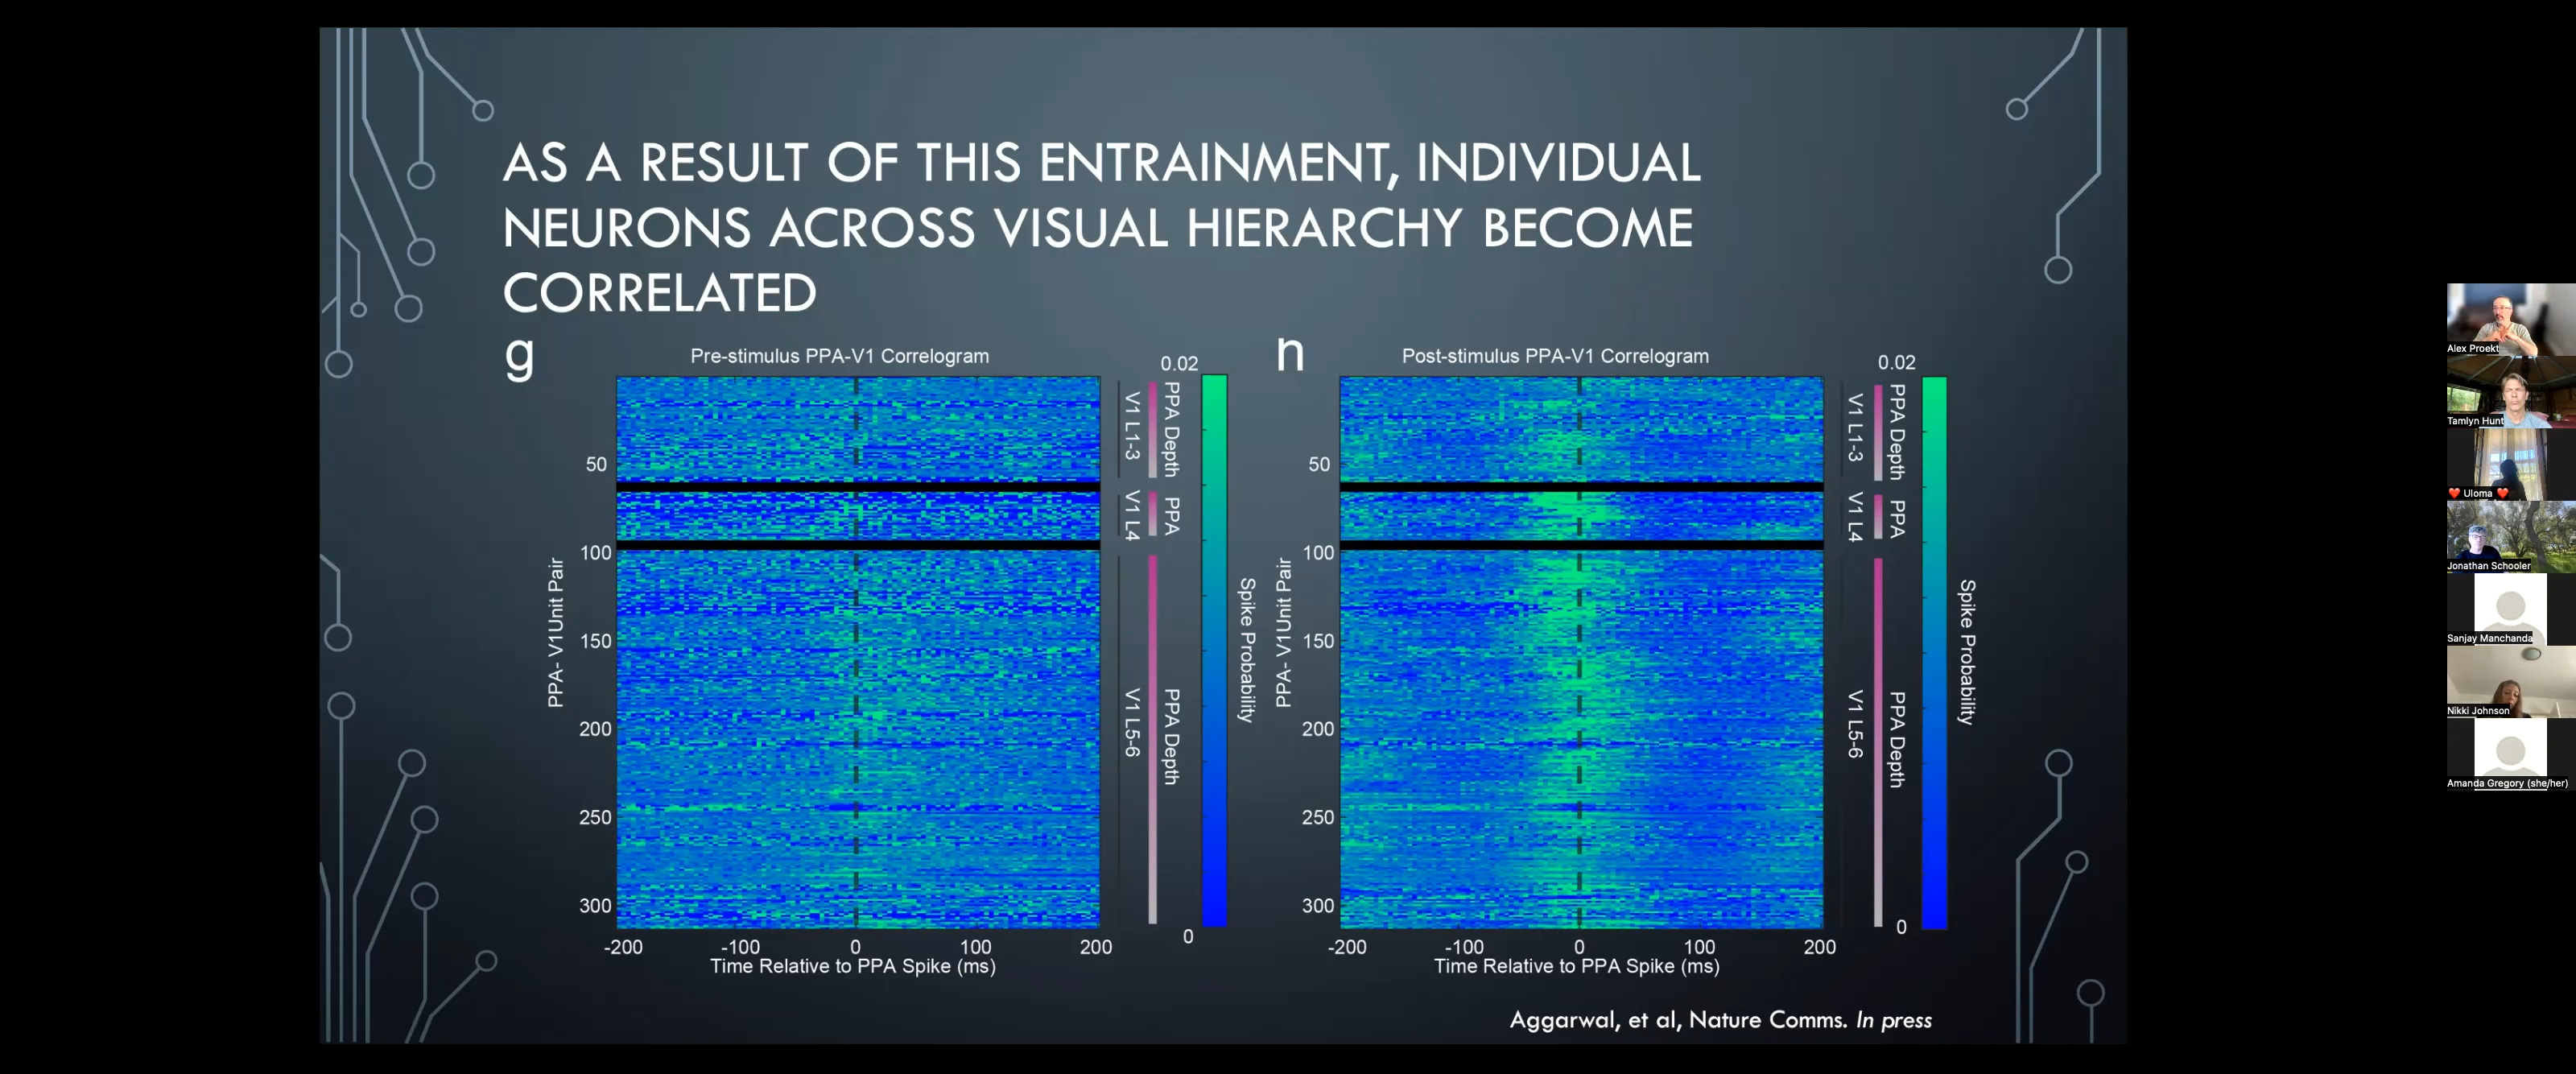 AS A RESULT OF THIS ENTRAINMENT, INDIVIDUAL
NEURONS ACROSS VISUAL HIERARCHY BECOME
CORRELATED
g
Pre-stimulus PPA-V1 Correlogram
0.02
50
100
150
200
250
300
PPA- V1Unit Pair
-200
-100
0
100
200
Time Relative to PPA Spike (ms)
V1 L1-3
PPA Depth
V1 L4
PPA
V1 L5-6
PPA Depth
0
Spike Probability
n
Post-stimulus PPA-V1 Correlogram
0.02
50
100
150
200
250
300
PPA- V1Unit Pair
-200
-100
0
100
200
Time Relative to PPA Spike (ms)
V1 L1-3
PPA Depth
V1 L4
PPA
V1 L5-6
PPA Depth
0
Spike Probability
Aggarwal, et al, Nature Comms. In press
Alex Proekt
Tamlyn Hunt
❤️ Uloma ❤️
Jonathan Schooler
Sanjay Manchanda
Nikki Johnson
Amanda Gregory (she/her)